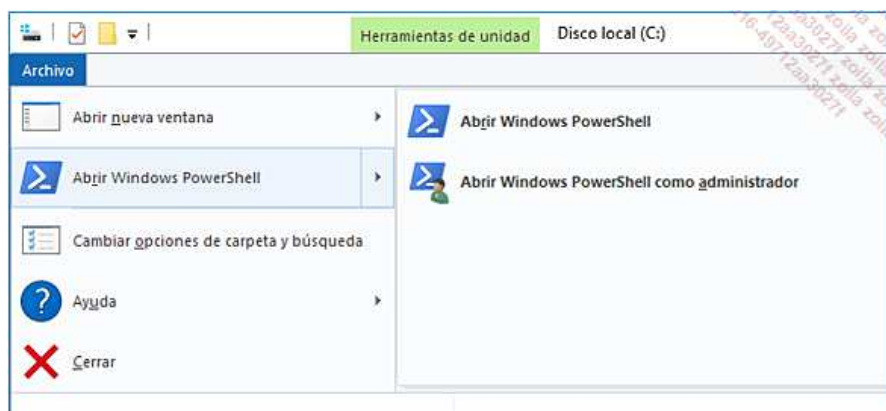 Herramientas de unidad Disco local (C:)
Archivo
Abrir nueva ventana
Abrir Windows PowerShell
Cambiar opciones de carpeta y búsqueda
Ayuda
Cerrar
Abrir Windows PowerShell
Abrir Windows PowerShell como administrador